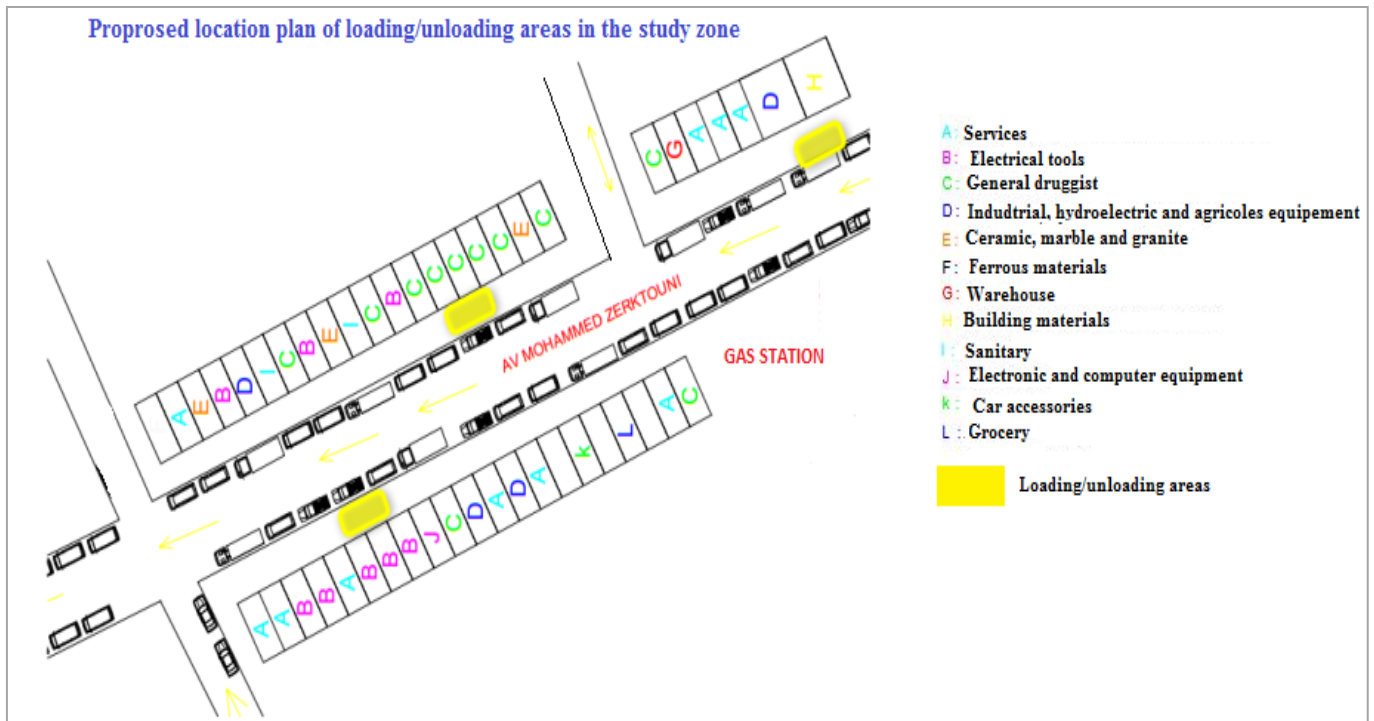 Proprosed location plan of loading/unloading areas in the study zone
C G A A A D H
A E B D I C B E I C B C C C C C E C
AV MOHAMMED ZERKTOUNI
GAS STATION
A A B B A B B B J C D A D A k L A C
A: Services
B: Electrical tools
C: General druggist
D: Indudtrial, hydroelectric and agricoles equipement
E: Ceramic, marble and granite
F: Ferrous materials
G: Warehouse
H: Building materials
I: Sanitary
J: Electronic and computer equipment
k: Car accessories
L :. Grocery
Loading/unloading areas